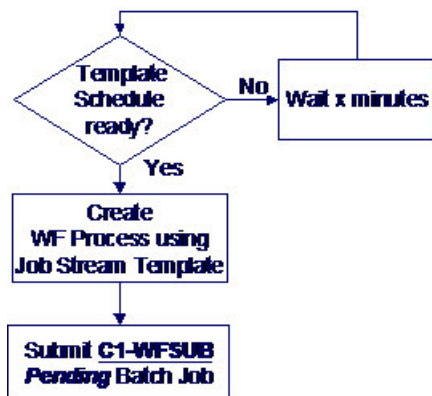 Template
Schedule
ready?
No
Wait x minutes
Yes
Create
WF Process using
Job Stream Template
Submit C1-WFSUB
Pending Batch Job